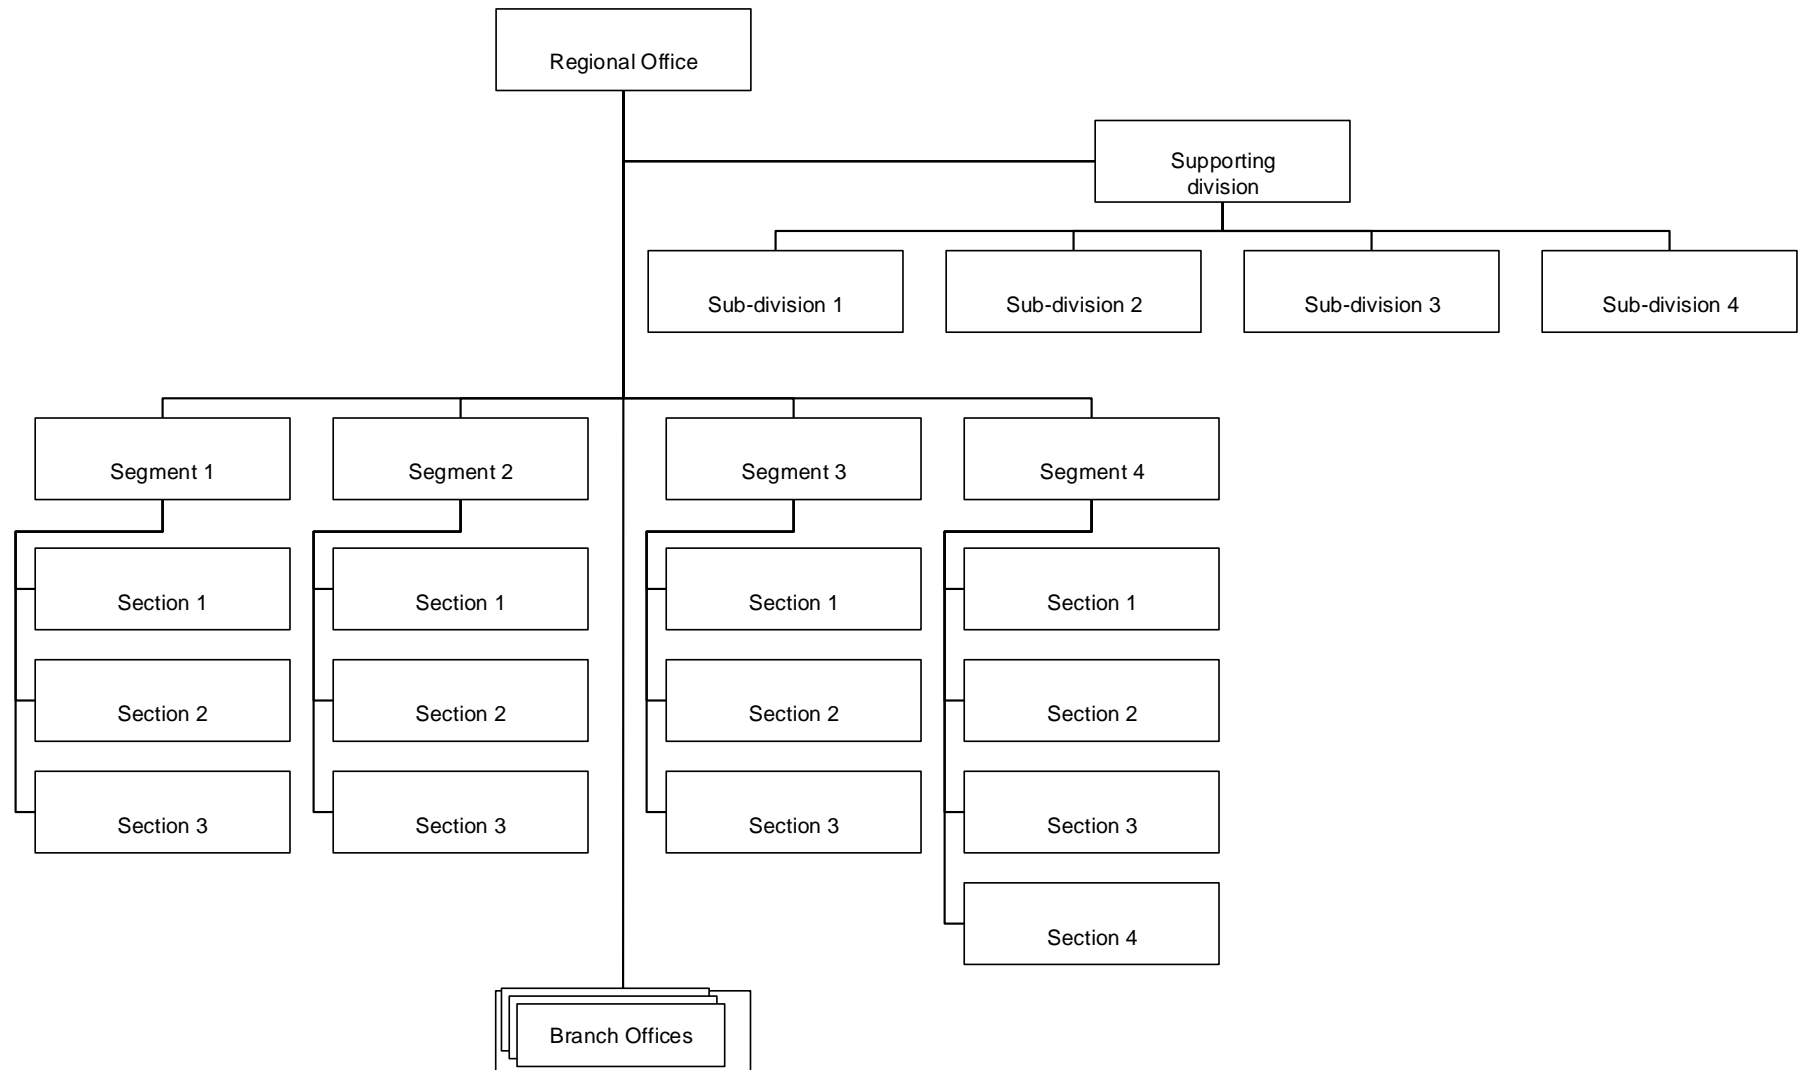 Regional Office
Supporting
division
Sub-division 1
Sub-division 2
Sub-division 3
Sub-division 4
Segment 1
Segment 2
Segment 3
Segment 4
Section 1
Section 1
Section 1
Section 1
Section 2
Section 2
Section 2
Section 2
Section 3
Section 3
Section 3
Section 3
Section 4
Branch Offices